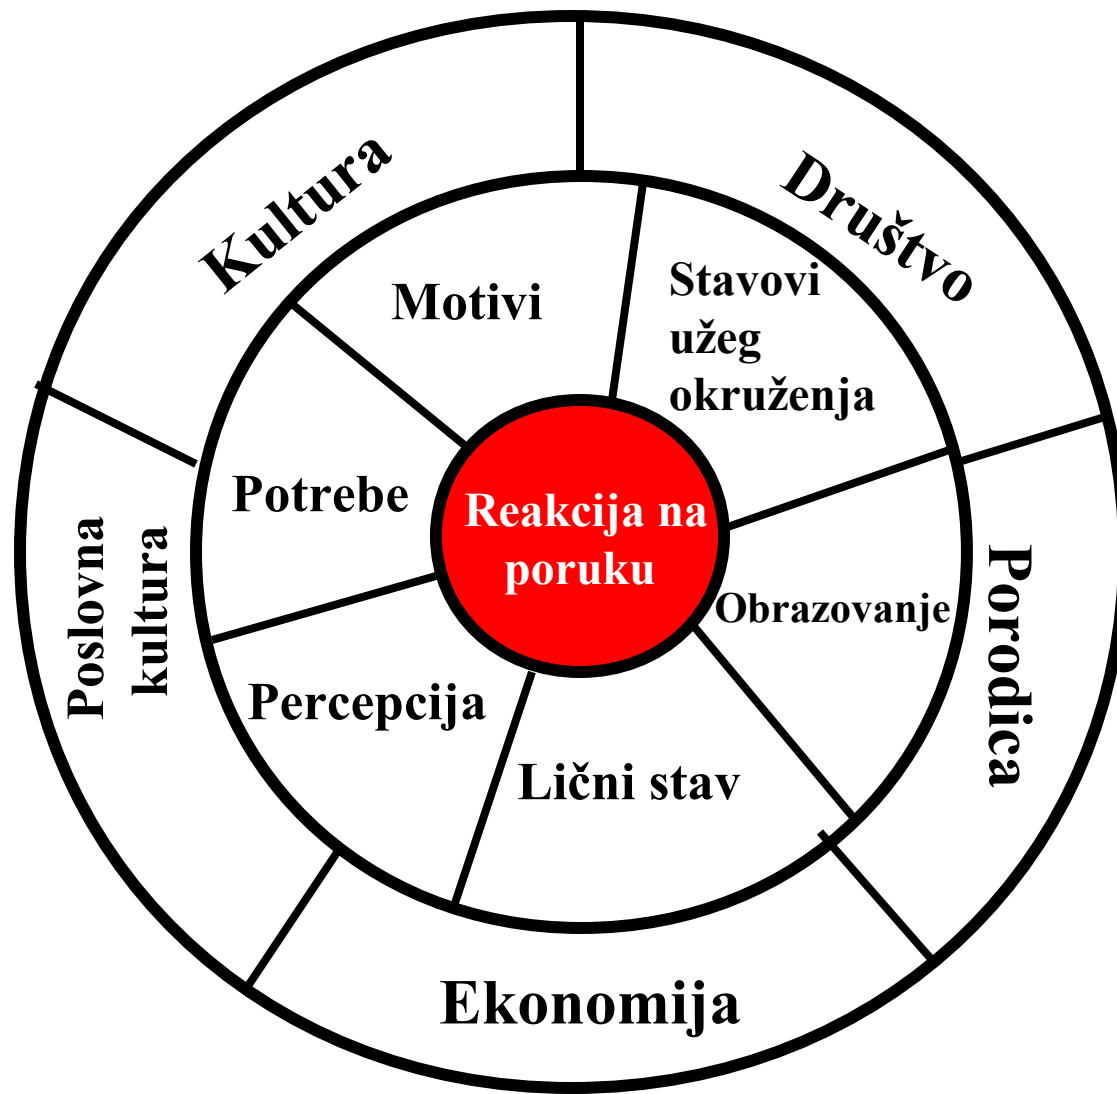 Kultura
Društvo
Motivi
Stavovi
užeg
okruženja
Potrebe
Reakcija na
poruku
Poslovna
kultura
Porodica
Obrazovanje
Percepcija
Lični stav
Ekonomija